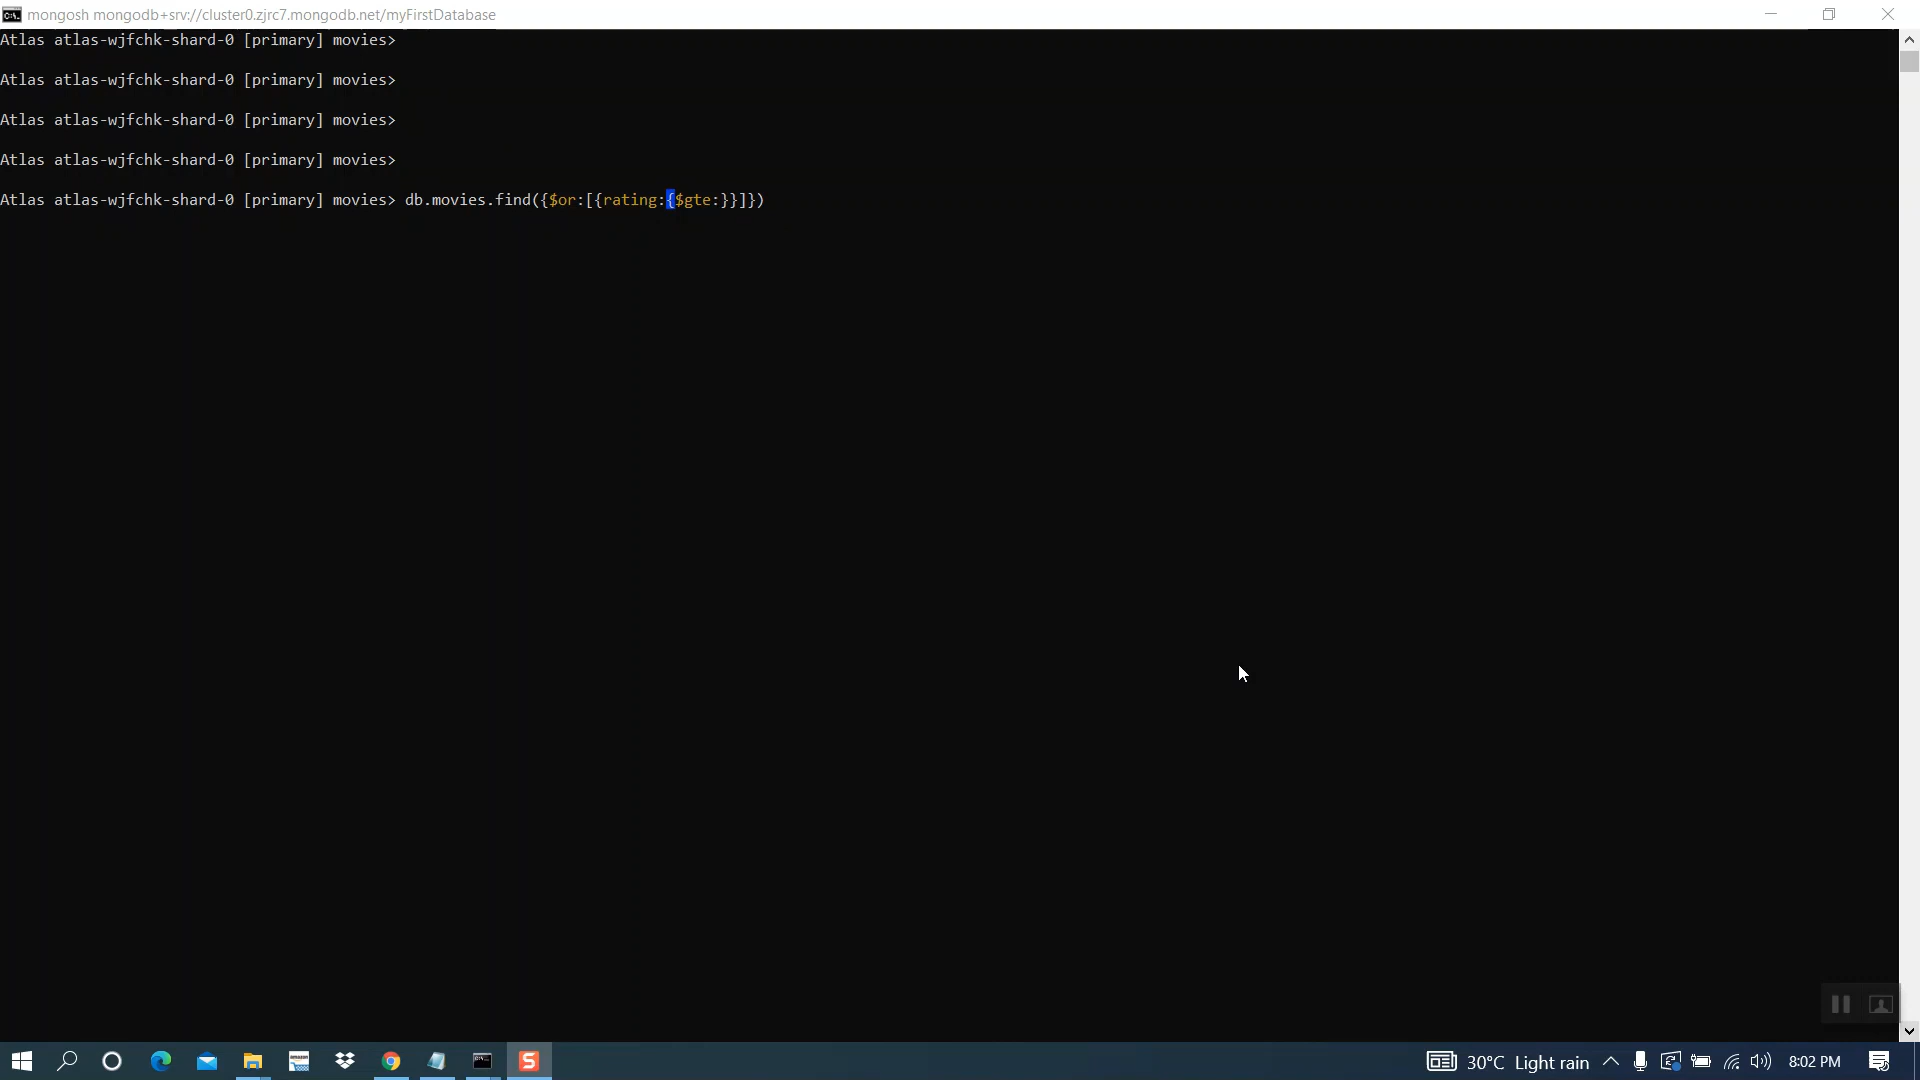 mongosh mongodb+srv://cluster0.zjrc7.mongodb.net/myFirstDatabase
Atlas atlas-wjfchk-shard-0 [primary] movies>
Atlas atlas-wjfchk-shard-0 [primary] movies>
Atlas atlas-wjfchk-shard-0 [primary] movies>
Atlas atlas-wjfchk-shard-0 [primary] movies>
Atlas atlas-wjfchk-shard-0 [primary] movies> db.movies.find({$or:[{rating:{$gte:}}]})
30°C Light rain 8:02 PM